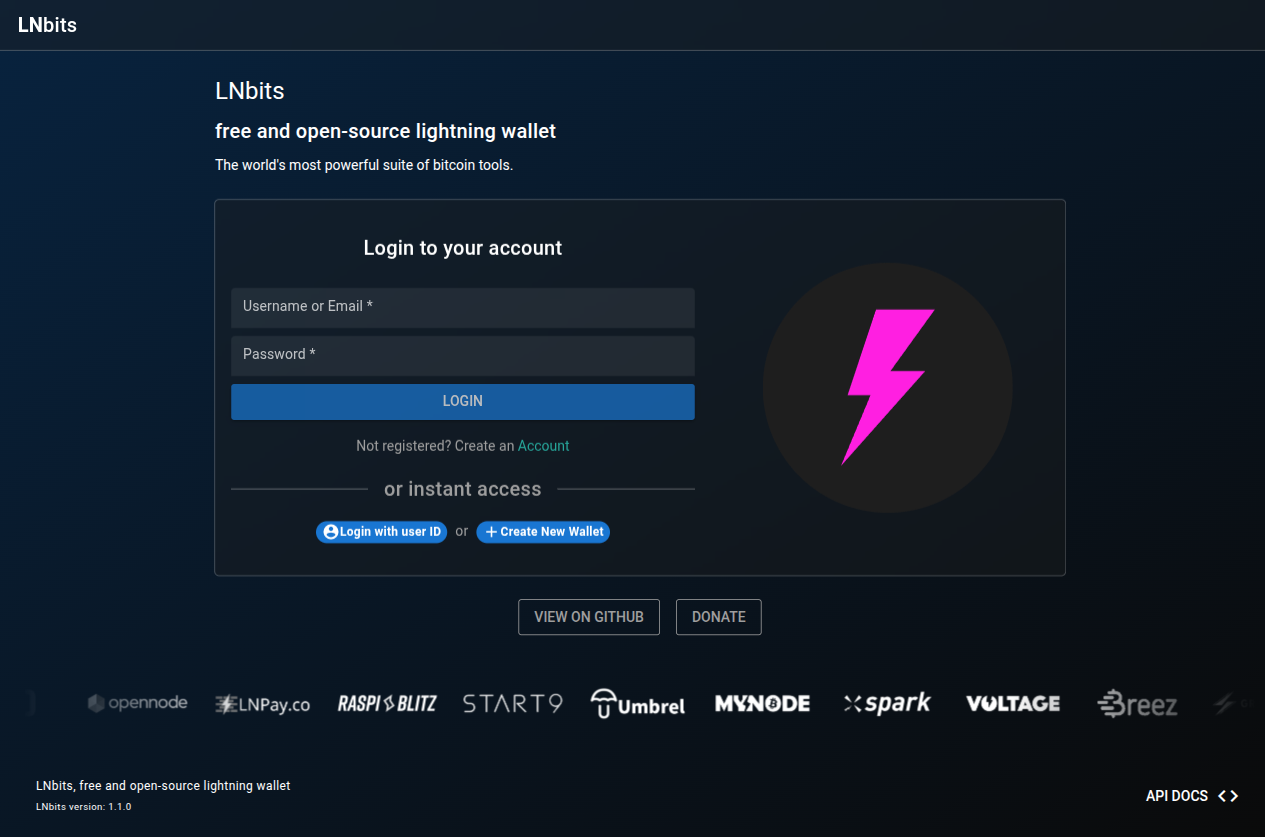 LNbits
LNbits
free and open-source lightning wallet
The world's most powerful suite of bitcoin tools.
Login to your account
Username or Email *
Password *
LOGIN
Not registered? Create an Account
or instant access
Login with user ID or Create New Wallet
VIEW ON GITHUB DONATE
opennode LNPay.co RASPIBLITZ START9 Umbrel MYNODE spark VOLTAGE Breez
LNbits, free and open-source lightning wallet
LNbits version: 1.1.0
API DOCS